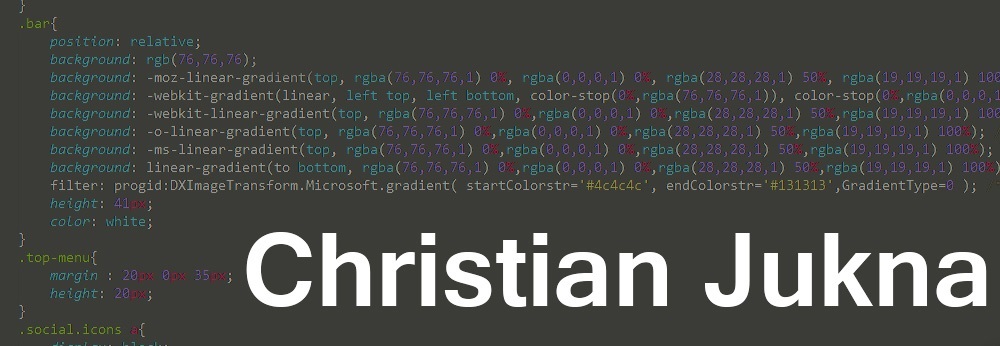 }
.bar{
position: relative;
background: rgb(76,76,76);
background: -moz-linear-gradient(top, rgba(76,76,76,1) 0%, rgba(0,0,0,1) 0%, rgba(28,28,28,1) 50%, rgba(19,19,19,1) 100
background: -webkit-gradient(linear, left top, left bottom, color-stop(0%,rgba(76,76,76,1)), color-stop(0%,rgba(0,0,0,1
background: -webkit-linear-gradient(top, rgba(76,76,76,1) 0%,rgba(0,0,0,1) 0%,rgba(28,28,28,1) 50%,rgba(19,19,19,1) 100
background: -o-linear-gradient(top, rgba(76,76,76,1) 0%,rgba(0,0,0,1) 0%,rgba(28,28,28,1) 50%,rgba(19,19,19,1) 100%);
background: -ms-linear-gradient(top, rgba(76,76,76,1) 0%,rgba(0,0,0,1) 0%,rgba(28,28,28,1) 50%,rgba(19,19,19,1) 100%);
background: linear-gradient(to bottom, rgba(76,76,76,1) 0%,rgba(0,0,0,1) 0%,rgba(28,28,28,1) 50%,rgba(19,19,19,1) 100%)
filter: progid:DXImageTransform.Microsoft.gradient( startColorstr='#4c4c4c', endColorstr='#131313',GradientType=0 );
height: 41px;
color: white;
}
.top-menu{
margin : 20px 0px 35px;
height: 20px;
}
.social.icons a{
display: block;
Christian Jukna